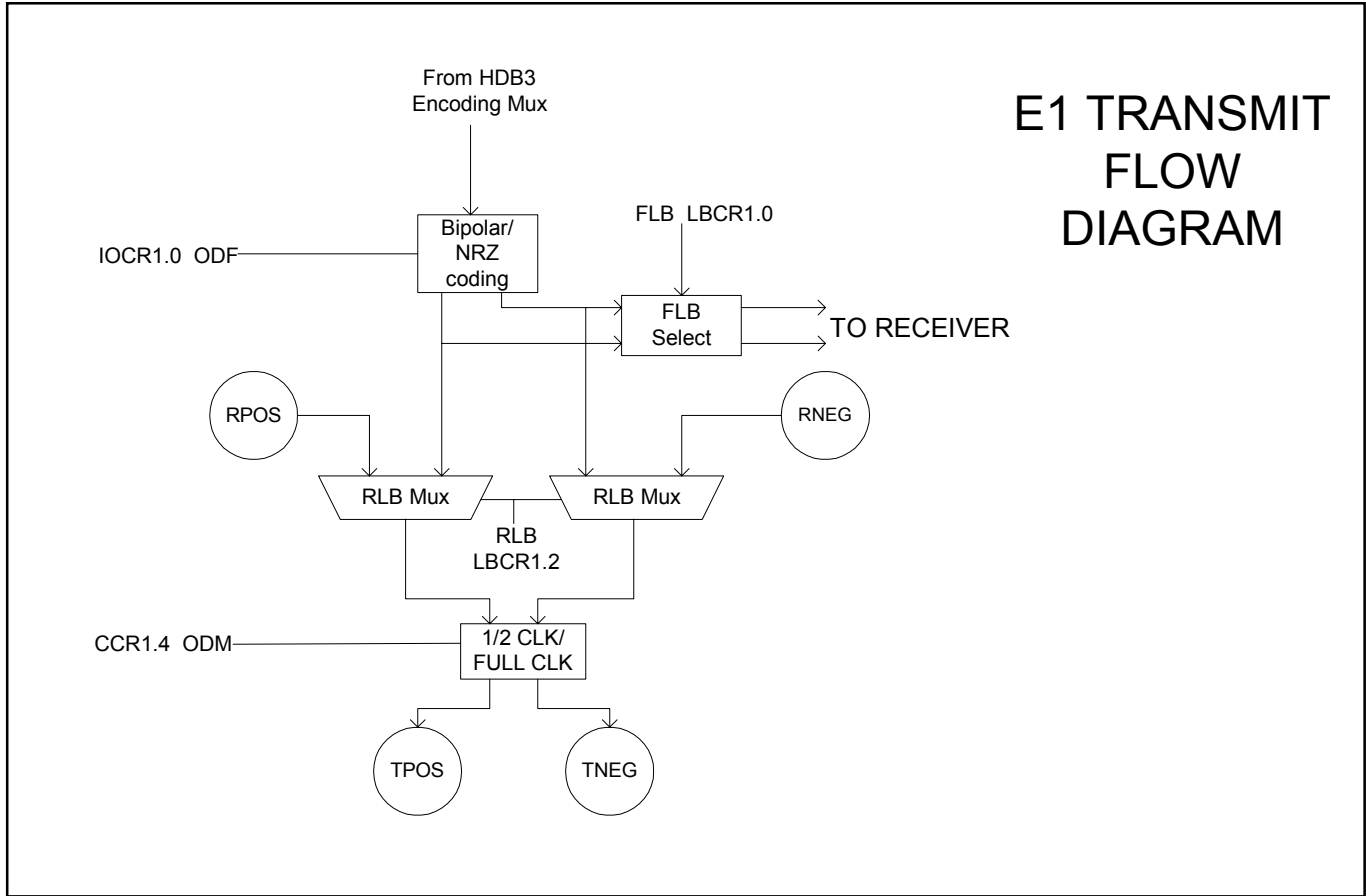 From HDB3
Encoding Mux
E1 TRANSMIT
FLOW
DIAGRAM
FLB LBCR1.0
IOCR1.0 ODF
Bipolar/
NRZ
coding
FLB
Select
TO RECEIVER
RPOS
RNEG
RLB Mux
RLB Mux
RLB
LBCR1.2
CCR1.4 ODM
1/2 CLK/
FULL CLK
TPOS
TNEG